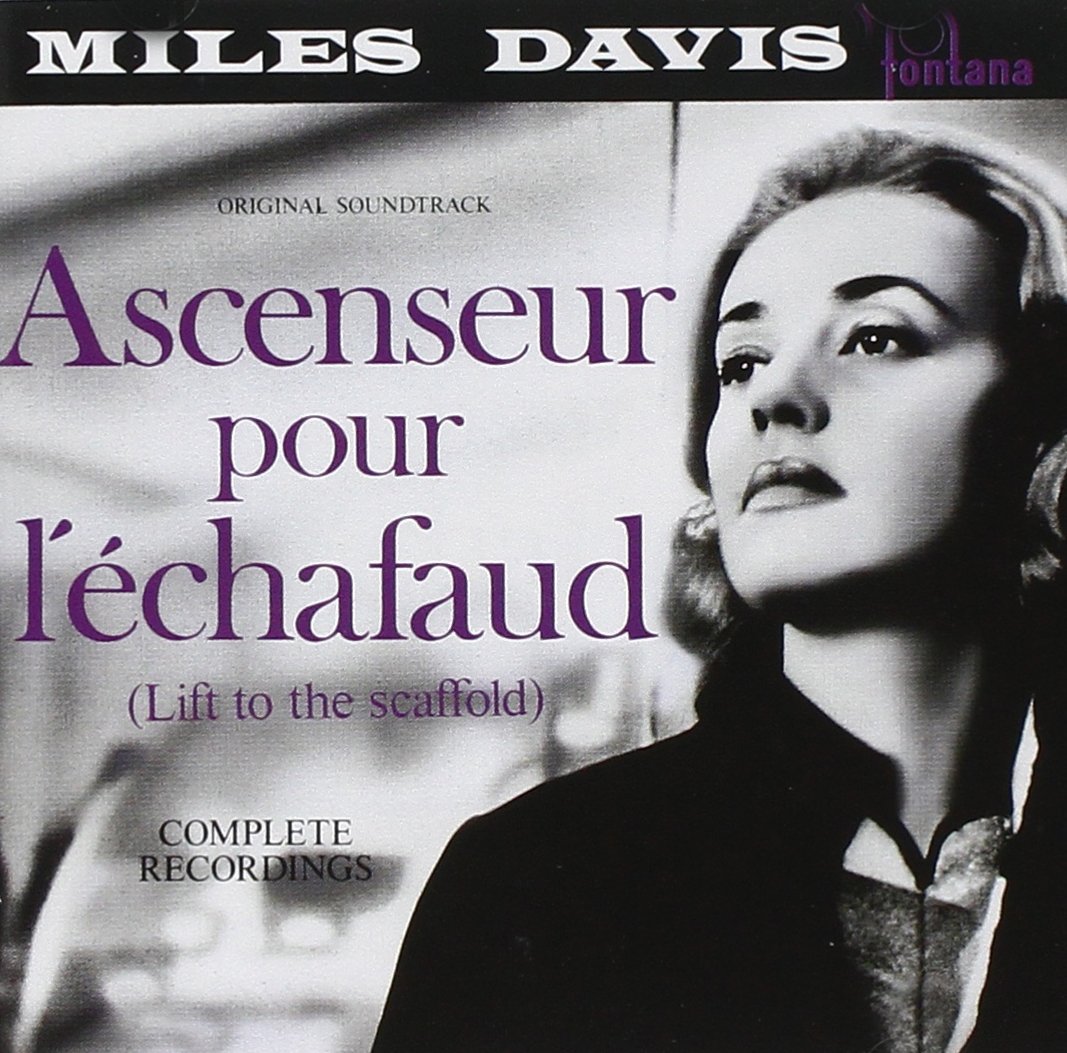 MILES DAVIS fontana
ORIGINAL SOUNDTRACK
Ascenseur
pour
l'échafaud
(Lift to the scaffold)
COMPLETE
RECORDINGS